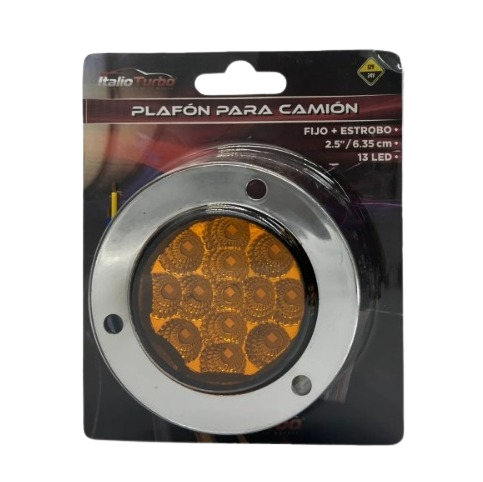 ItalioTurbo
12V
24V
PLAFÓN PARA CAMIÓN
FIJO + ESTROBO •
2.5" / 6.35 cm •
13 LED •